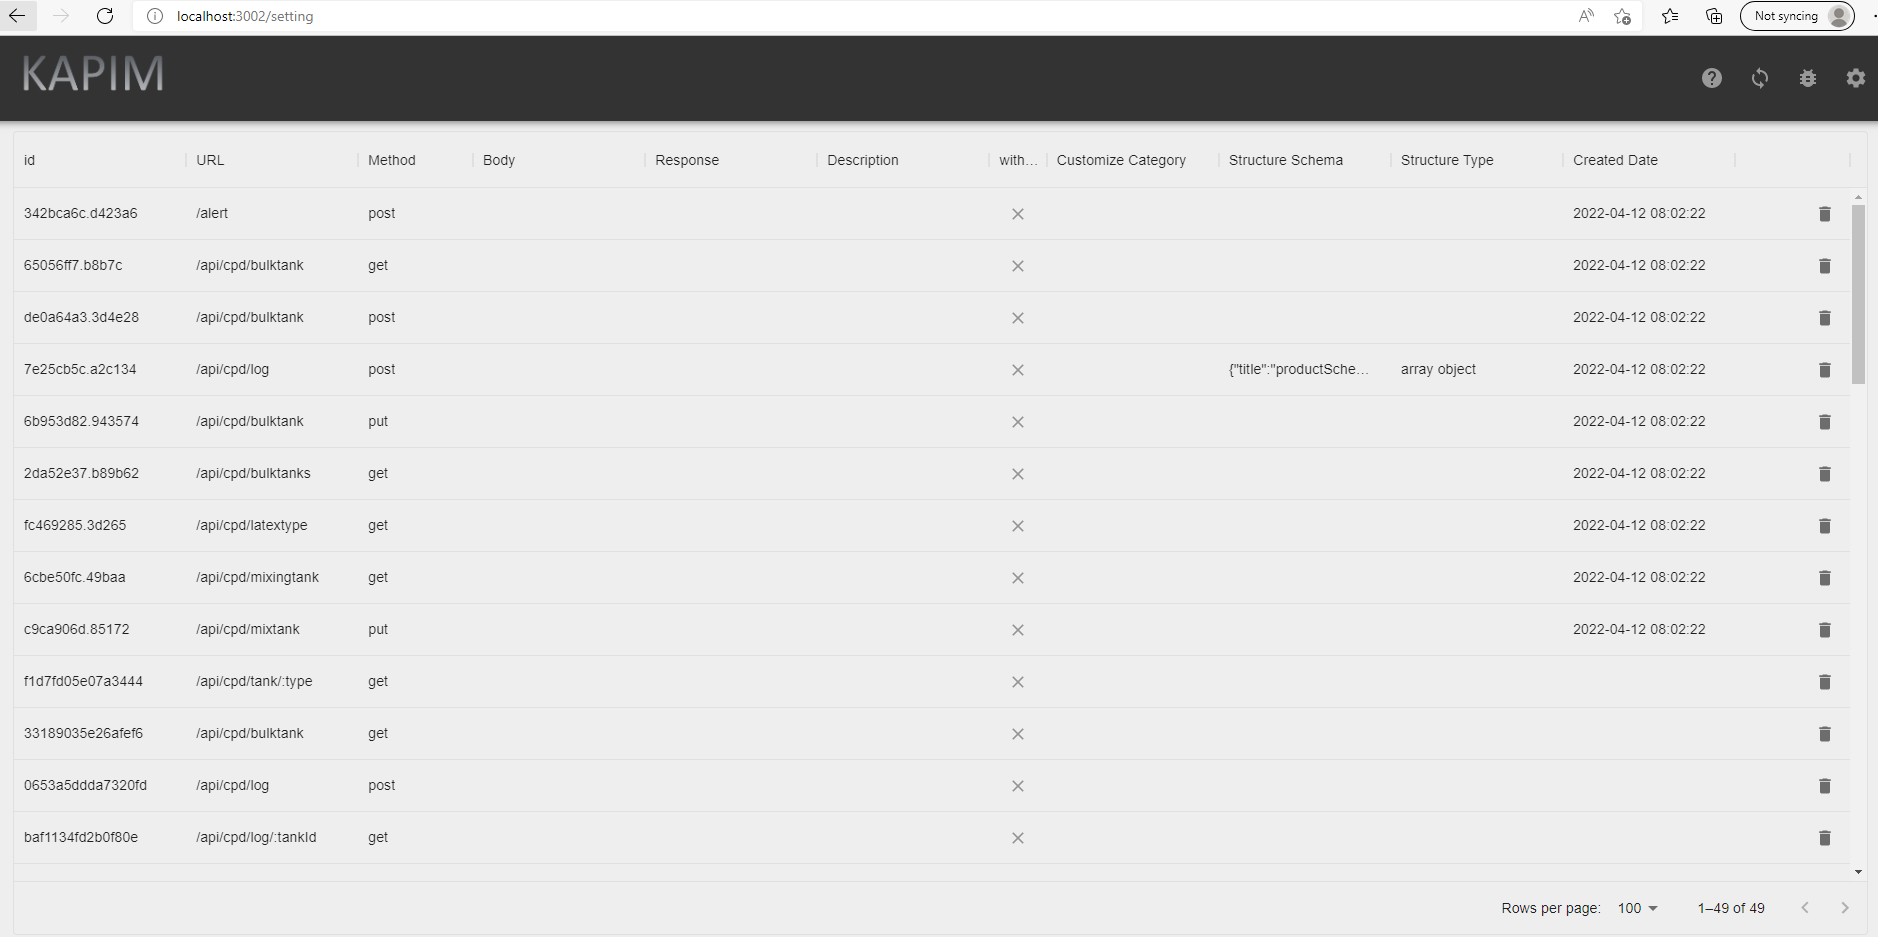 localhost:3002/setting
Not syncing
KAPIM
id URL Method Body Response Description with... Customize Category Structure Schema Structure Type Created Date
342bca6c.d423a6 /alert post 2022-04-12 08:02:22
65056ff7.b8b7c /api/cpd/bulktank get 2022-04-12 08:02:22
de0a64a3.3d4e28 /api/cpd/bulktank post 2022-04-12 08:02:22
7e25cb5c.a2c134 /api/cpd/log post {"title":"productSche... array object 2022-04-12 08:02:22
6b953d82.943574 /api/cpd/bulktank put 2022-04-12 08:02:22
2da52e37.b89b62 /api/cpd/bulktanks get 2022-04-12 08:02:22
fc469285.3d265 /api/cpd/latextype get 2022-04-12 08:02:22
6cbe50fc.49baa /api/cpd/mixingtank get 2022-04-12 08:02:22
c9ca906d.85172 /api/cpd/mixtank put 2022-04-12 08:02:22
f1d7fd05e07a3444 /api/cpd/tank/:type get
33189035e26afef6 /api/cpd/bulktank get
0653a5ddda7320fd /api/cpd/log post
baf1134fd2b0f80e /api/cpd/log/:tankId get
Rows per page: 100 1–49 of 49